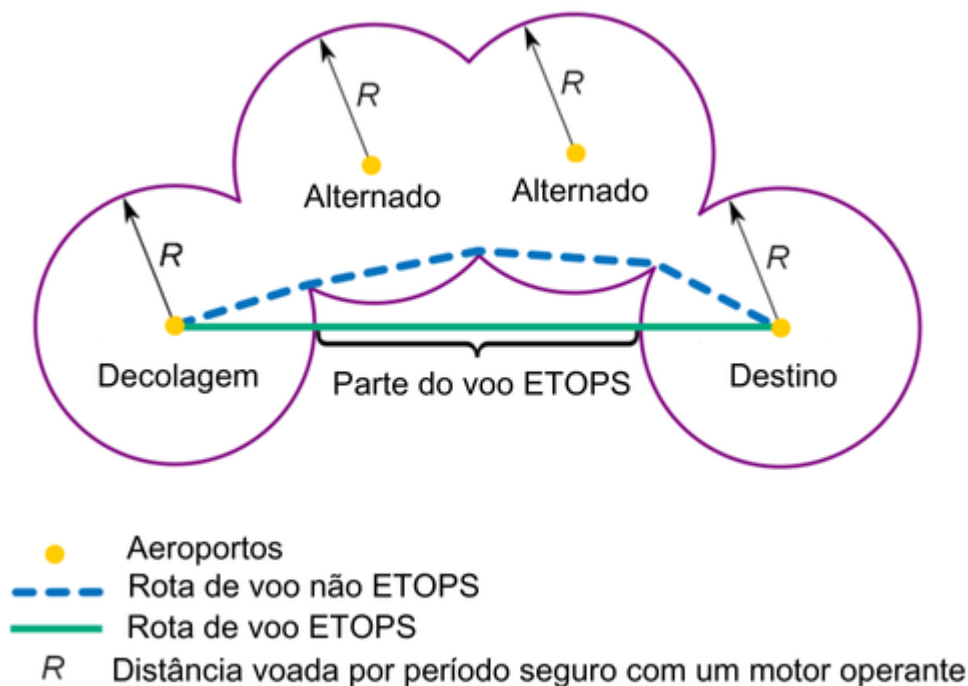 R
R
Alternado
Alternado
R
R
Decolagem
Parte do voo ETOPS
Destino
Aeroportos
Rota de voo não ETOPS
Rota de voo ETOPS
R Distância voada por período seguro com um motor operante